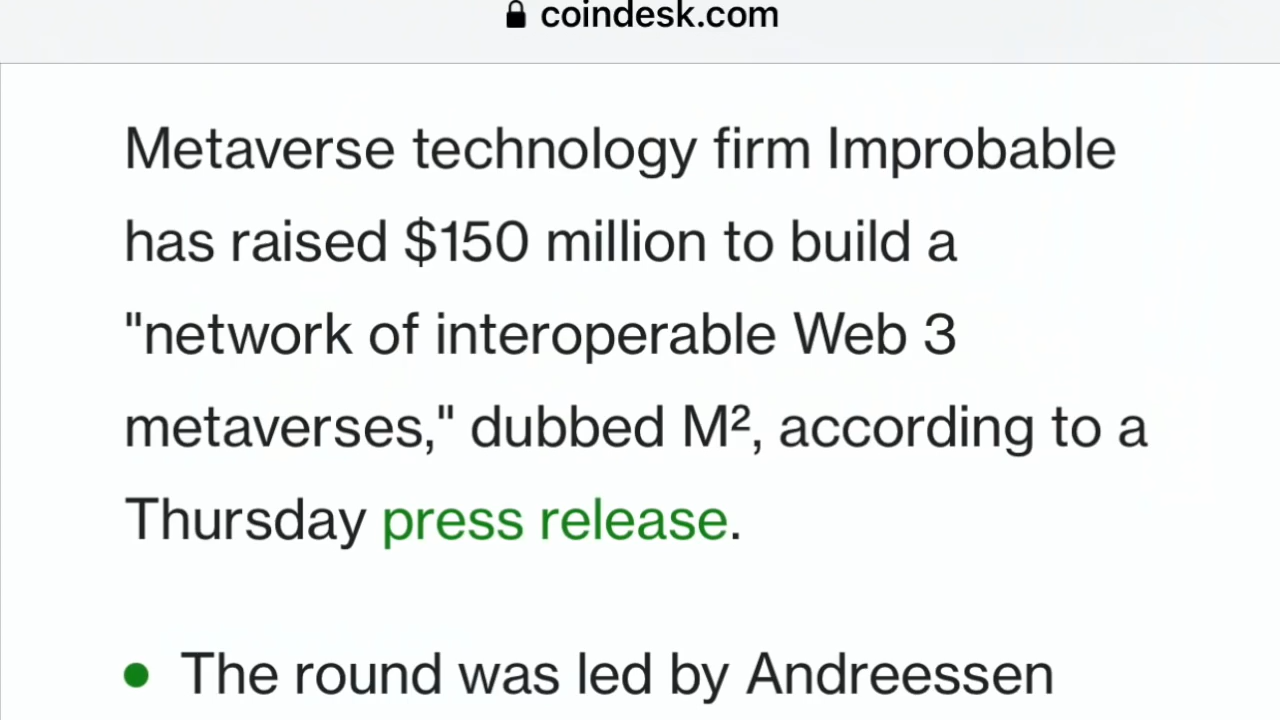 coindesk.com
Metaverse technology firm Improbable
has raised $150 million to build a
"network of interoperable Web 3
metaverses," dubbed M², according to a
Thursday press release.
The round was led by Andreessen